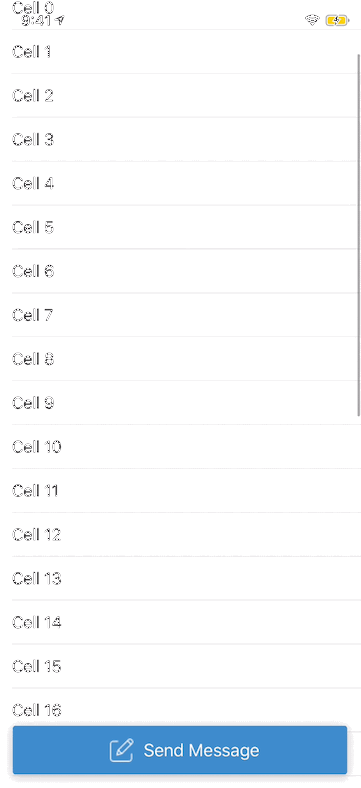 Cell 0
9:41
Cell 1
Cell 2
Cell 3
Cell 4
Cell 5
Cell 6
Cell 7
Cell 8
Cell 9
Cell 10
Cell 11
Cell 12
Cell 13
Cell 14
Cell 15
Cell 16
Send Message